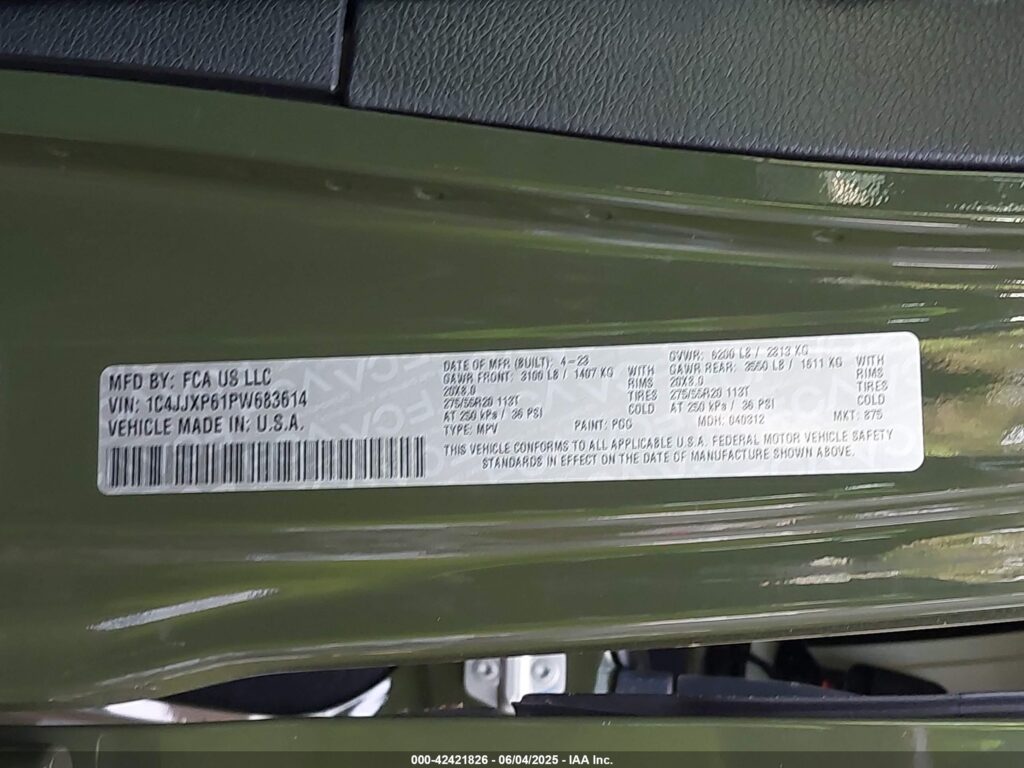 MFD BY: FCA US LLC
VIN: 1C4JJXP61PW683614
VEHICLE MADE IN: U.S.A.
DATE OF MFR (BUILT): 4-23
GAWR FRONT: 3100 LB / 1407 KG WITH
20X8.0 RIMS
275/55R20 113T TIRES
AT 250 kPa / 36 PSI COLD
TYPE: MPV PAINT: PGG
GVWR: 6200 LB / 2813 KG
GAWR REAR: 3550 LB / 1611 KG WITH
20X8.0 RIMS
275/55R20 113T TIRES
AT 250 kPa / 36 PSI COLD
MDH: 040312 MKT: 875
THIS VEHICLE CONFORMS TO ALL APPLICABLE U.S.A. FEDERAL MOTOR VEHICLE SAFETY
STANDARDS IN EFFECT ON THE DATE OF MANUFACTURE SHOWN ABOVE.
000-42421826 - 06/04/2025 - IAA Inc.